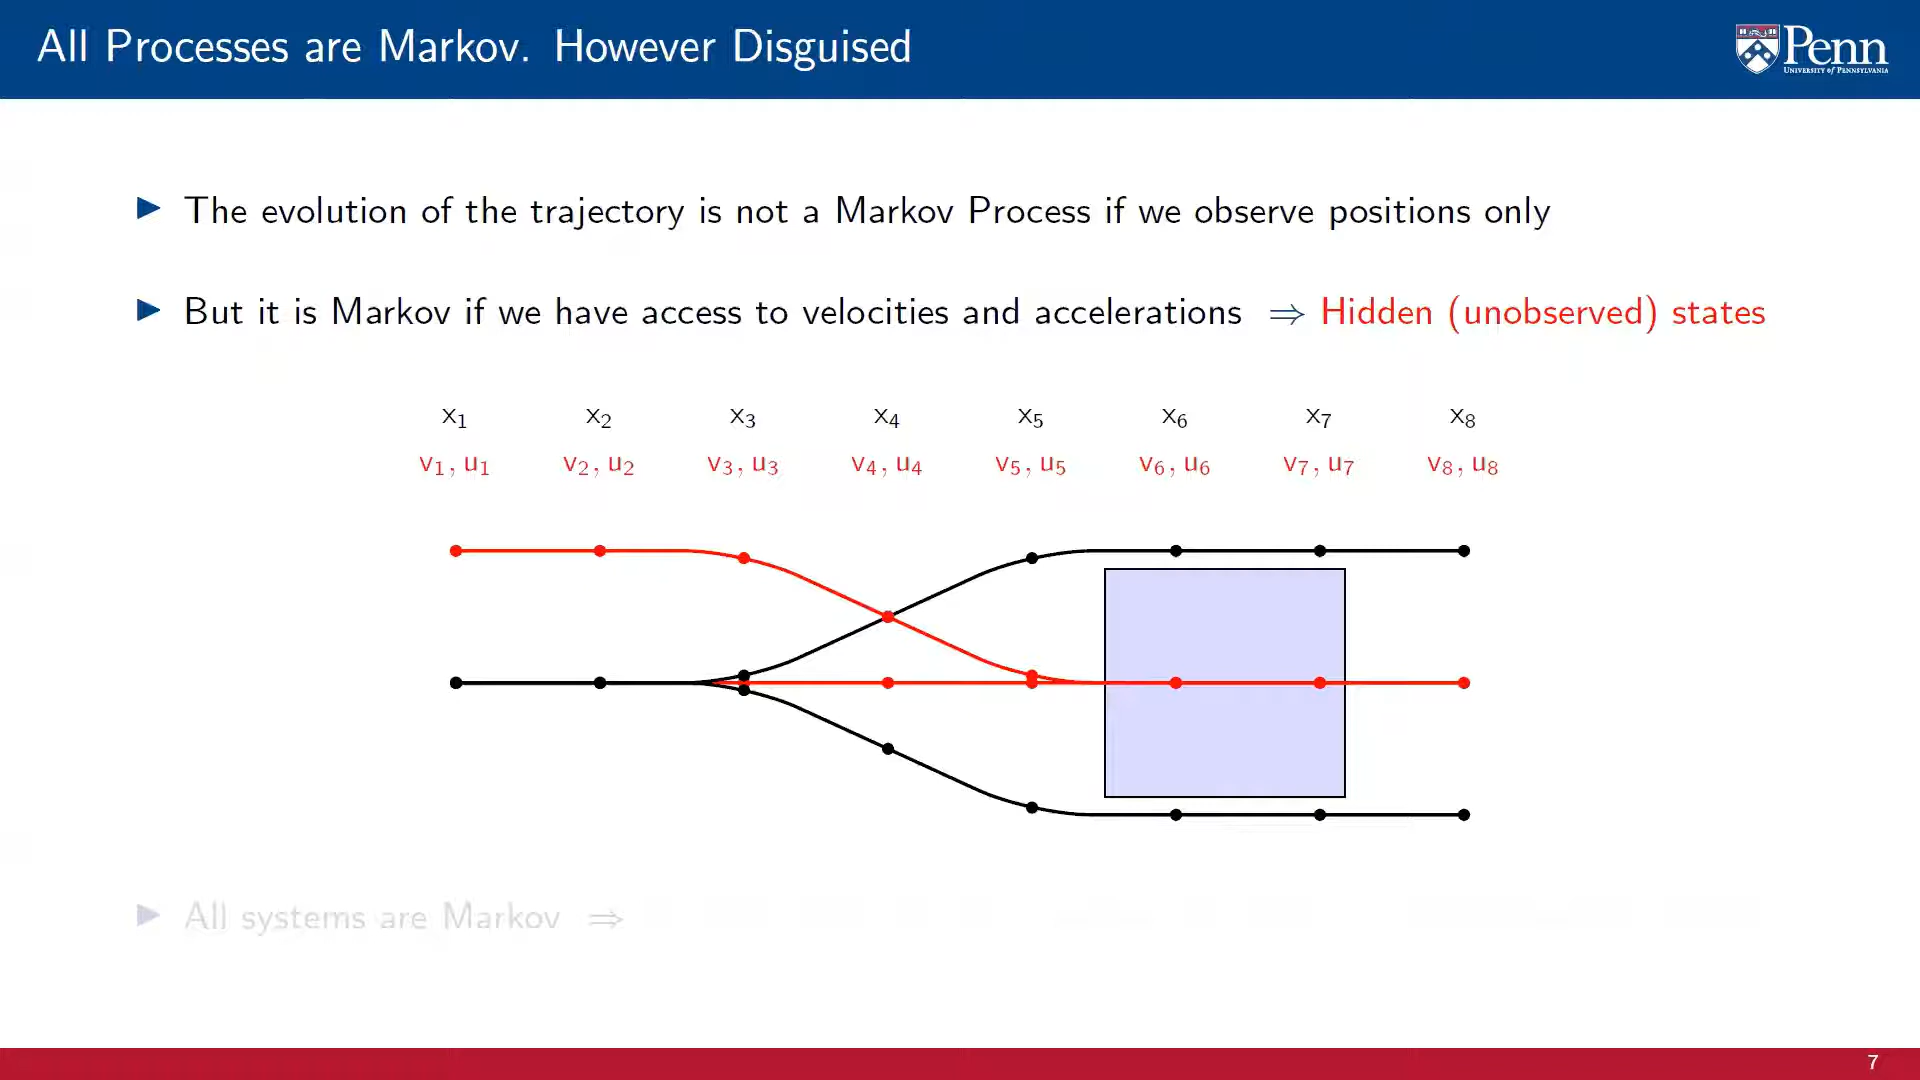 All Processes are Markov. However Disguised
Penn
UNIVERSITY of PENNSYLVANIA
▶ The evolution of the trajectory is not a Markov Process if we observe positions only
▶ But it is Markov if we have access to velocities and accelerations ⇒ Hidden (unobserved) states
x₁ x₂ x₃ x₄ x₅ x₆ x₇ x₈
v₁, u₁ v₂, u₂ v₃, u₃ v₄, u₄ v₅, u₅ v₆, u₆ v₇, u₇ v₈, u₈
▶ All systems are Markov ⇒
7